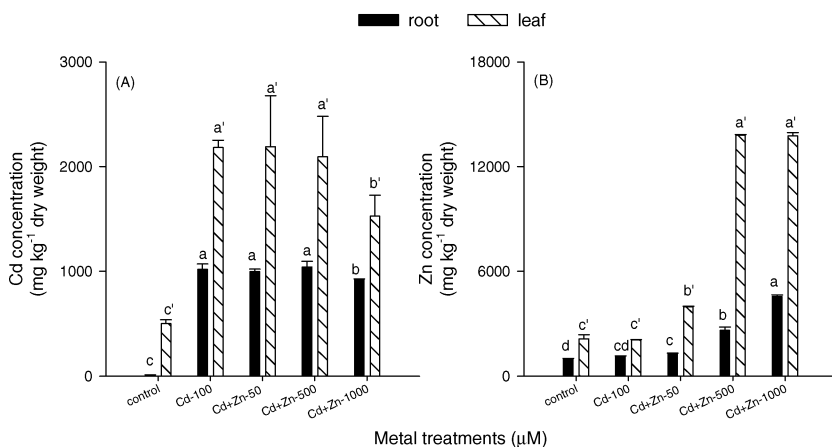 root leaf
(A)
3000
2000
1000
0
Cd concentration
(mg kg⁻¹ dry weight)
c c' a a' a a' a a' b b'
control Cd-100 Cd+Zn-50 Cd+Zn-500 Cd+Zn-1000
(B)
18000
12000
6000
0
Zn concentration
(mg kg⁻¹ dry weight)
d c' cd c' c b' b a' a a'
control Cd-100 Cd+Zn-50 Cd+Zn-500 Cd+Zn-1000
Metal treatments (μM)